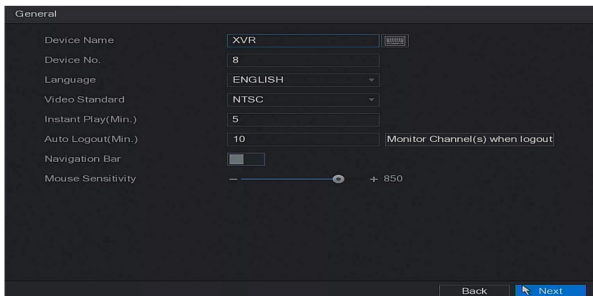 General
Device Name XVR
Device No. 8
Language ENGLISH
Video Standard NTSC
Instant Play(Min.) 5
Auto Logout(Min.) 10 Monitor Channel(s) when logout
Navigation Bar
Mouse Sensitivity − + 850
Back Next